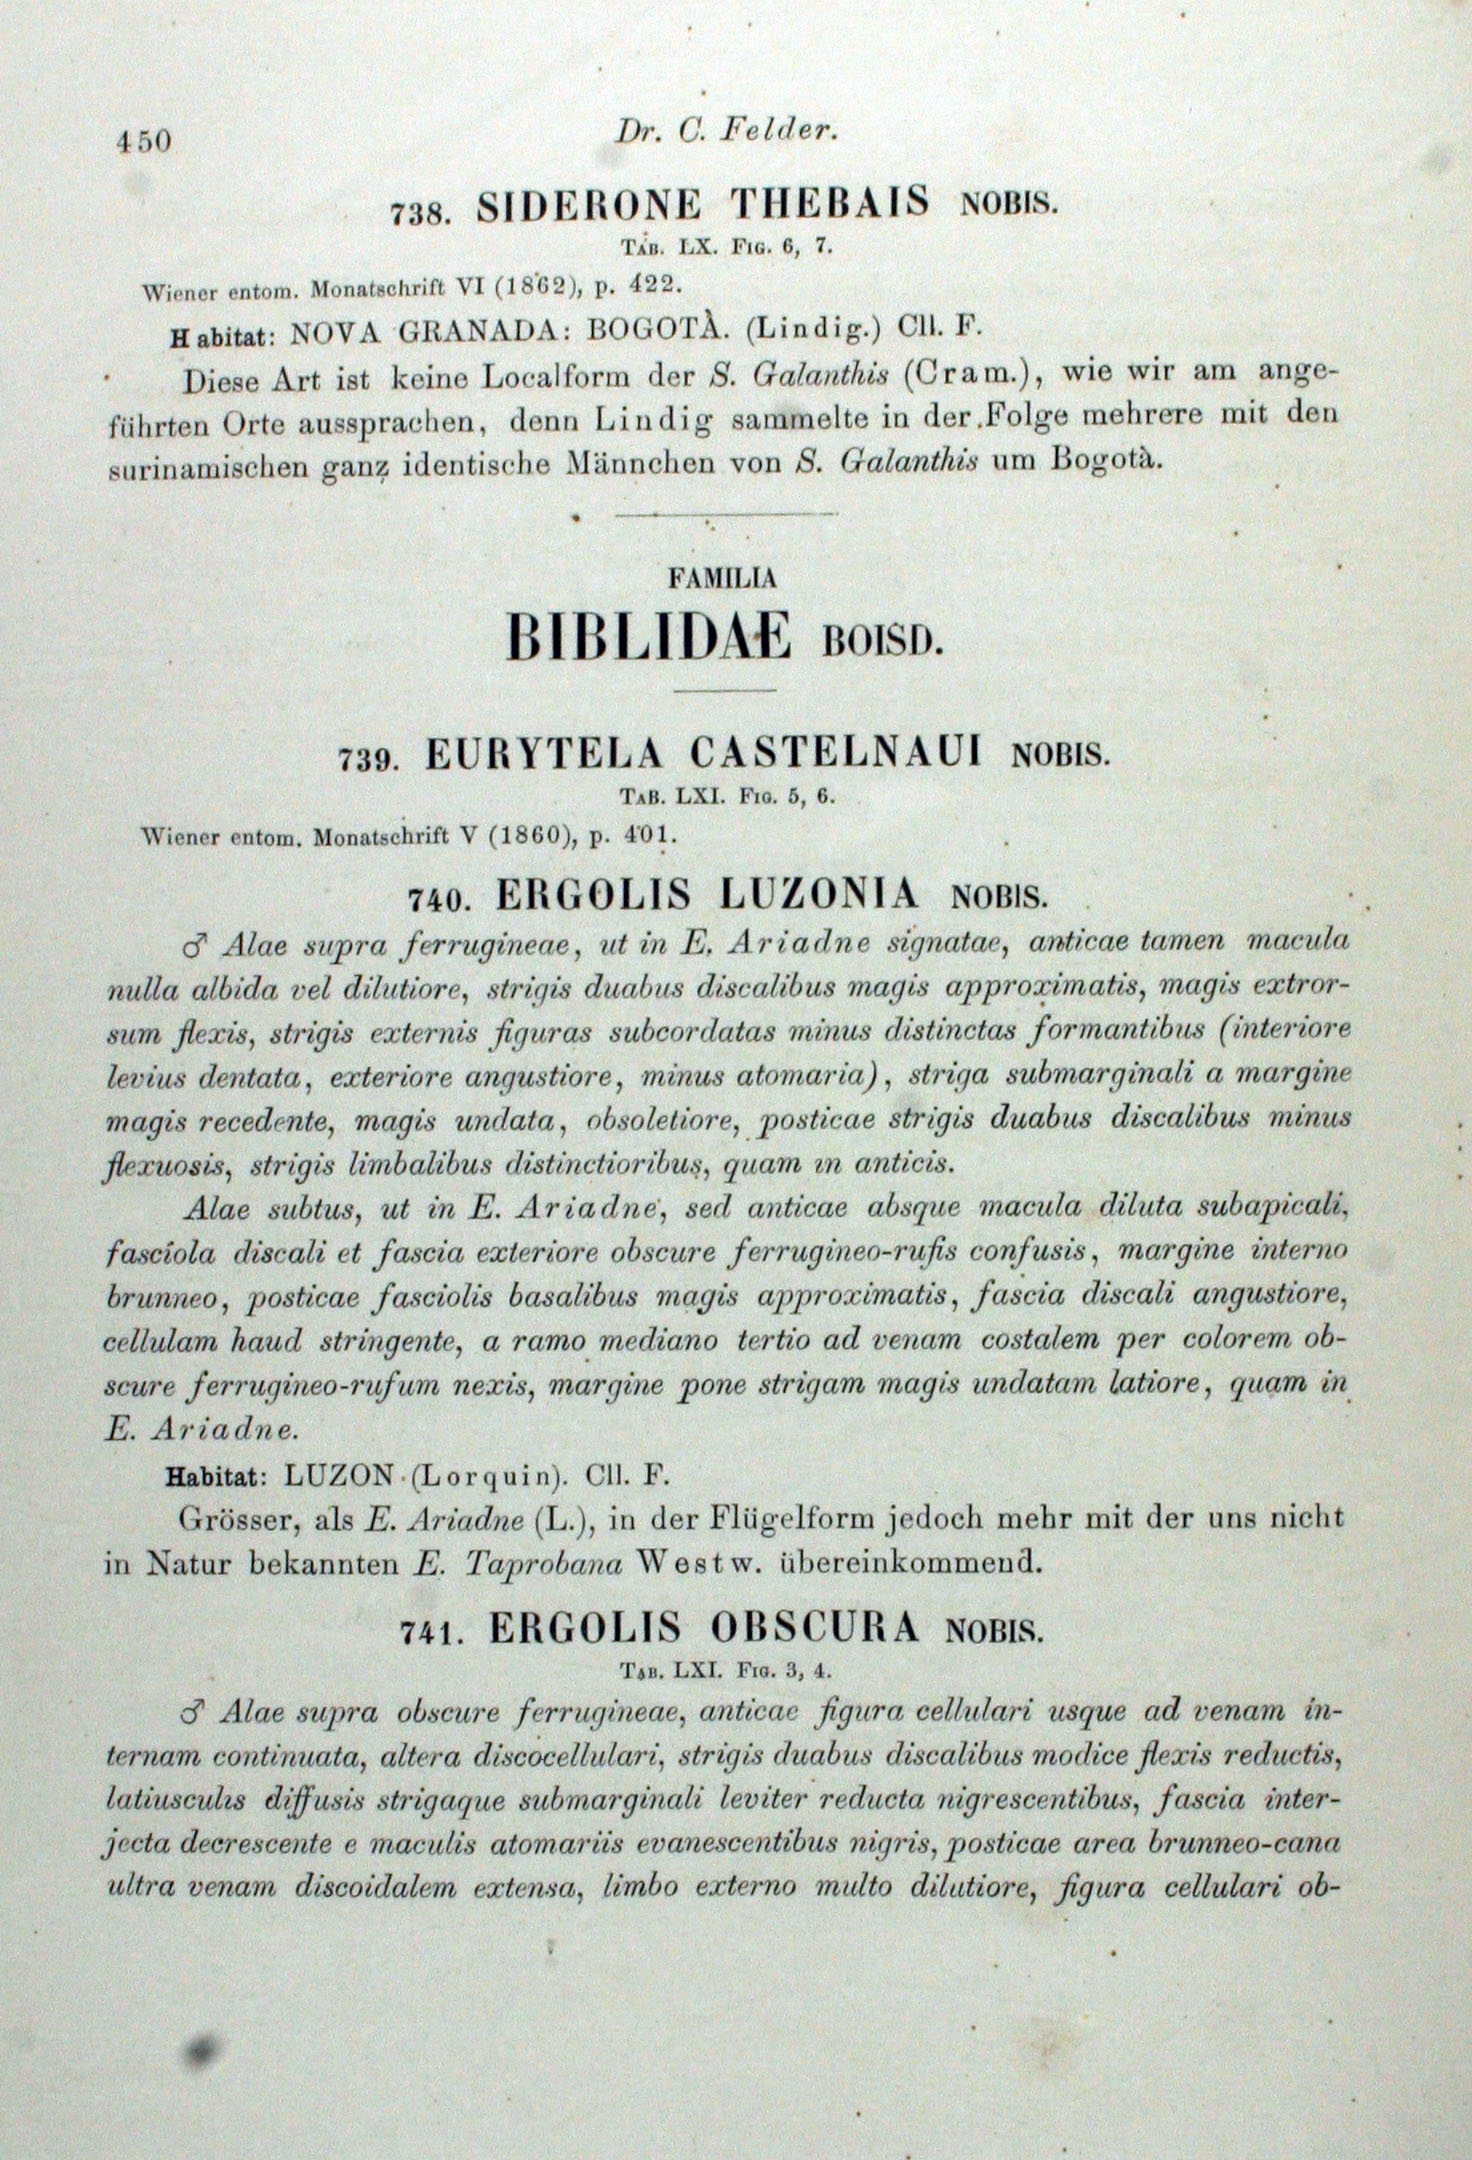 450
Dr. C. Felder.
738. SIDERONE THEBAIS NOBIS.
TAB. LX. FIG. 6, 7.
Wiener entom. Monatschrift VI (1862), p. 422.
Habitat: NOVA GRANADA: BOGOTÀ. (Lindig.) Cll. F.
Diese Art ist keine Localform der S. Galanthis (Cram.), wie wir am ange-
führten Orte aussprachen, denn Lindig sammelte in der Folge mehrere mit den
surinamischen ganz identische Männchen von S. Galanthis um Bogotà.
FAMILIA
BIBLIDAE BOISD.
739. EURYTELA CASTELNAUI NOBIS.
TAB. LXI. FIG. 5, 6.
Wiener entom. Monatschrift V (1860), p. 401.
740. ERGOLIS LUZONIA NOBIS.
♂ Alae supra ferrugineae, ut in E. Ariadne signatae, anticae tamen macula
nulla albida vel dilutiore, strigis duabus discalibus magis approximatis, magis extror-
sum flexis, strigis externis figuras subcordatas minus distinctas formantibus (interiore
levius dentata, exteriore angustiore, minus atomaria), striga submarginali a margine
magis recedente, magis undata, obsoletiore, posticae strigis duabus discalibus minus
flexuosis, strigis limbalibus distinctioribus, quam in anticis.
Alae subtus, ut in E. Ariadne, sed anticae absque macula diluta subapicali,
fasciola discali et fascia exteriore obscure ferrugineo-rufis confusis, margine interno
brunneo, posticae fasciolis basalibus magis approximatis, fascia discali angustiore,
cellulam haud stringente, a ramo mediano tertio ad venam costalem per colorem ob-
scure ferrugineo-rufum nexis, margine pone strigam magis undatam latiore, quam in
E. Ariadne.
Habitat: LUZON (Lorquin). Cll. F.
Grösser, als E. Ariadne (L.), in der Flügelform jedoch mehr mit der uns nicht
in Natur bekannten E. Taprobana Westw. übereinkommend.
741. ERGOLIS OBSCURA NOBIS.
TAB. LXI. FIG. 3, 4.
♂ Alae supra obscure ferrugineae, anticae figura cellulari usque ad venam in-
ternam continuata, altera discocellulari, strigis duabus discalibus modice flexis reductis,
latiusculis diffusis strigaque submarginali leviter reducta nigrescentibus, fascia inter-
jecta decrescente e maculis atomariis evanescentibus nigris, posticae area brunneo-cana
ultra venam discoidalem extensa, limbo externo multo dilutiore, figura cellulari ob-